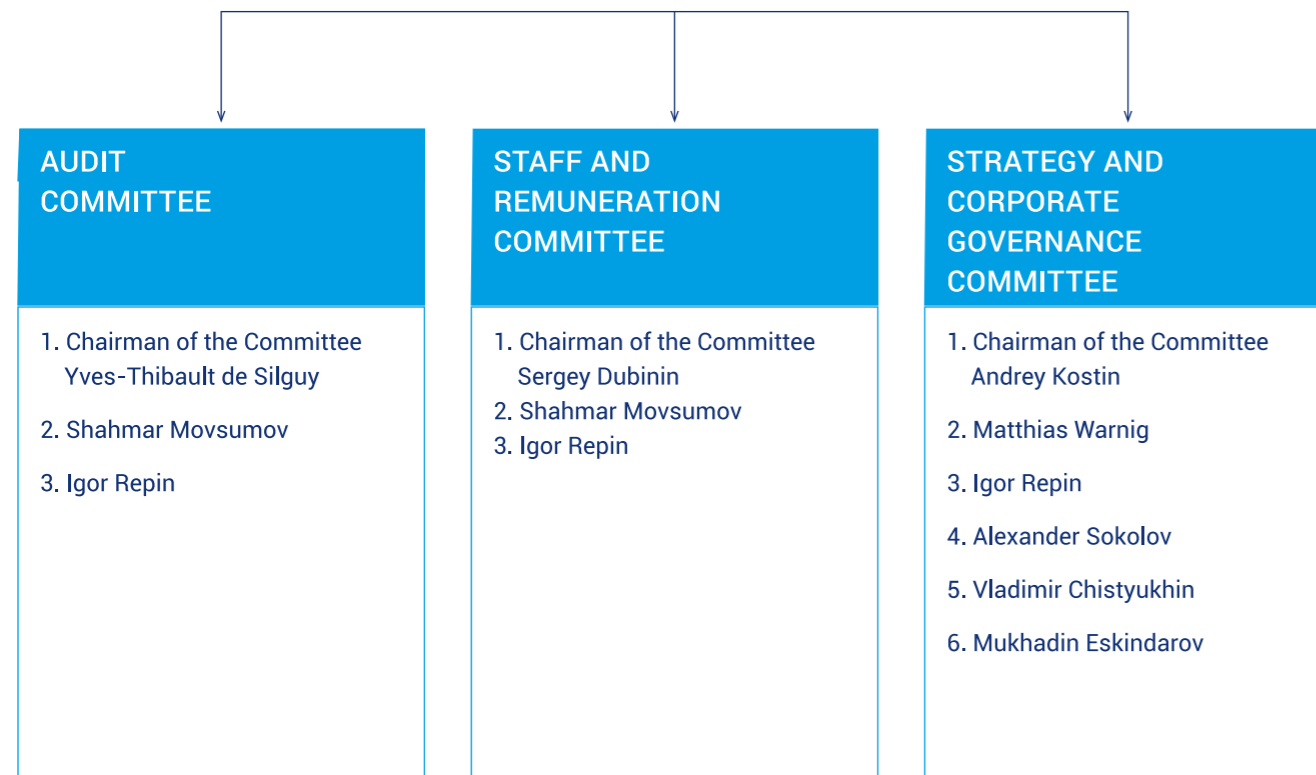 AUDIT
COMMITTEE
1. Chairman of the Committee
Yves-Thibault de Silguy
2. Shahmar Movsumov
3. Igor Repin
STAFF AND
REMUNERATION
COMMITTEE
1. Chairman of the Committee
Sergey Dubinin
2. Shahmar Movsumov
3. Igor Repin
STRATEGY AND
CORPORATE
GOVERNANCE
COMMITTEE
1. Chairman of the Committee
Andrey Kostin
2. Matthias Warnig
3. Igor Repin
4. Alexander Sokolov
5. Vladimir Chistyukhin
6. Mukhadin Eskindarov